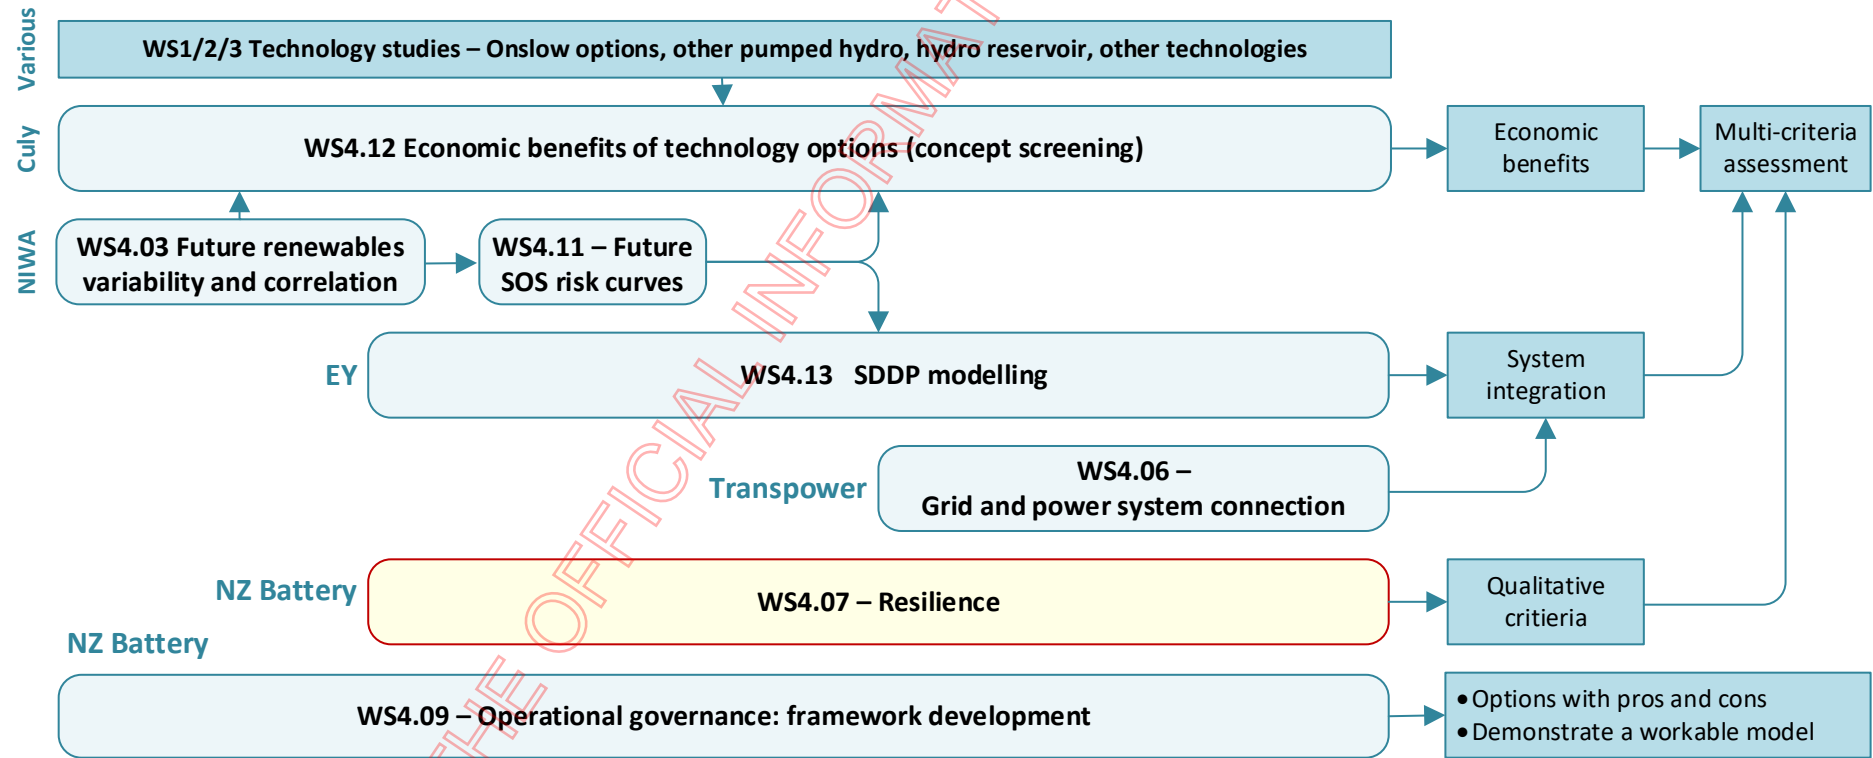 Various
WS1/2/3 Technology studies – Onslow options, other pumped hydro, hydro reservoir, other technologies
Culy
WS4.12 Economic benefits of technology options (concept screening)
Economic
benefits
Multi-criteria
assessment
NIWA
WS4.03 Future renewables
variability and correlation
WS4.11 – Future
SOS risk curves
EY
WS4.13 SDDP modelling
System
integration
Transpower
WS4.06 –
Grid and power system connection
NZ Battery
WS4.07 – Resilience
Qualitative
critieria
NZ Battery
WS4.09 – Operational governance: framework development
• Options with pros and cons
• Demonstrate a workable model
THE OFFICIAL INFORMAT